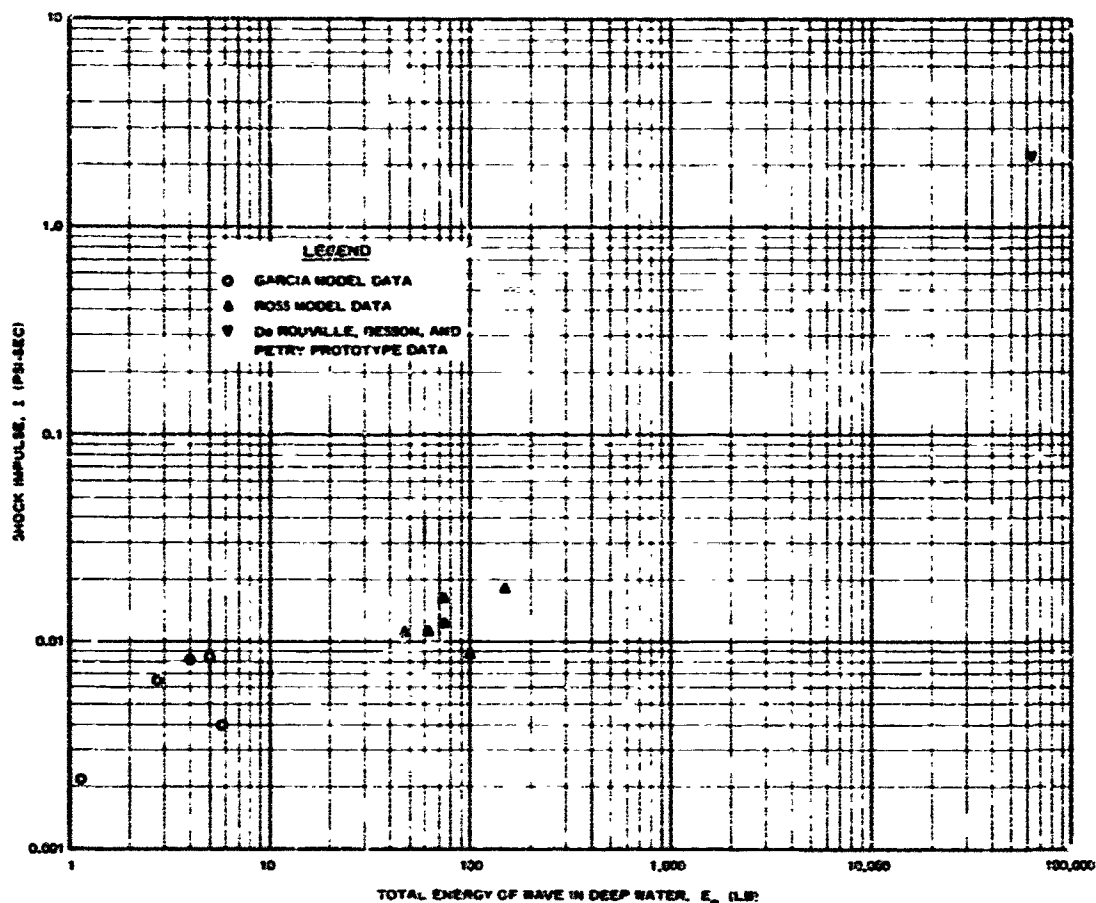 10
1.0
0.1
0.01
0.001
SHOCK IMPULSE, I (PSI-SEC)
LEGEND
GARCIA MODEL DATA
ROSS MODEL DATA
De ROUVILLE, BESSON, AND
PETRY PROTOTYPE DATA
1 10 100 1,000 10,000 100,000
TOTAL ENERGY OF WAVE IN DEEP WATER, (LB)